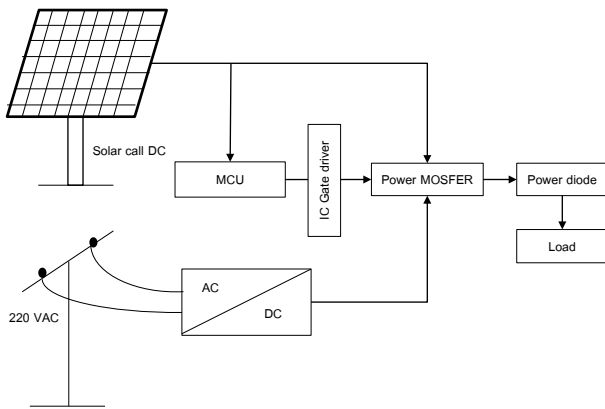 Solar call DC
MCU
IC Gate driver
Power MOSFER
Power diode
Load
220 VAC
AC
DC